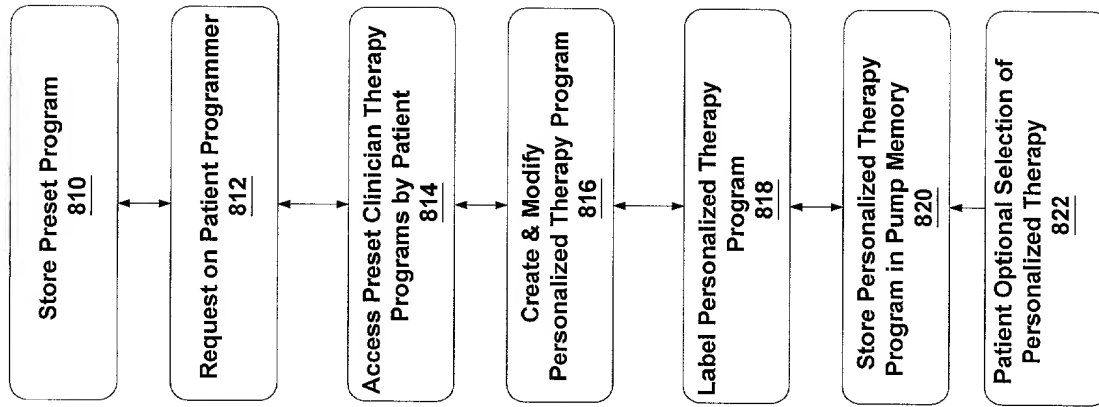 Store Preset Program
810
Request on Patient Programmer
812
Access Preset Clinician Therapy
Programs by Patient
814
Create & Modify
Personalized Therapy Program
816
Label Personalized Therapy
Program
818
Store Personalized Therapy
Program in Pump Memory
820
Patient Optional Selection of
Personalized Therapy
822